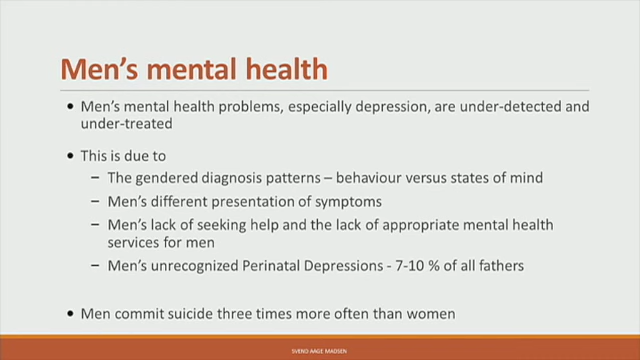 Men's mental health
• Men's mental health problems, especially depression, are under-detected and
under-treated
• This is due to
– The gendered diagnosis patterns – behaviour versus states of mind
– Men's different presentation of symptoms
– Men's lack of seeking help and the lack of appropriate mental health
services for men
– Men's unrecognized Perinatal Depressions - 7-10 % of all fathers
• Men commit suicide three times more often than women
SVEND AAGE MADSEN